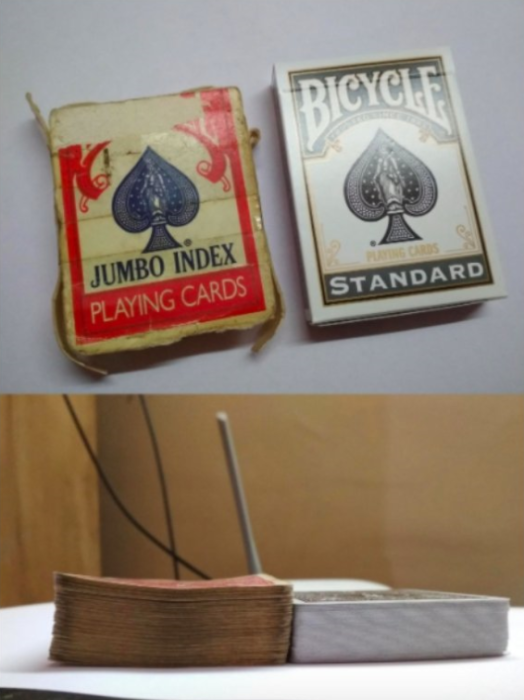 JUMBO INDEX
PLAYING CARDS
BICYCLE
PLAYING CARDS
STANDARD